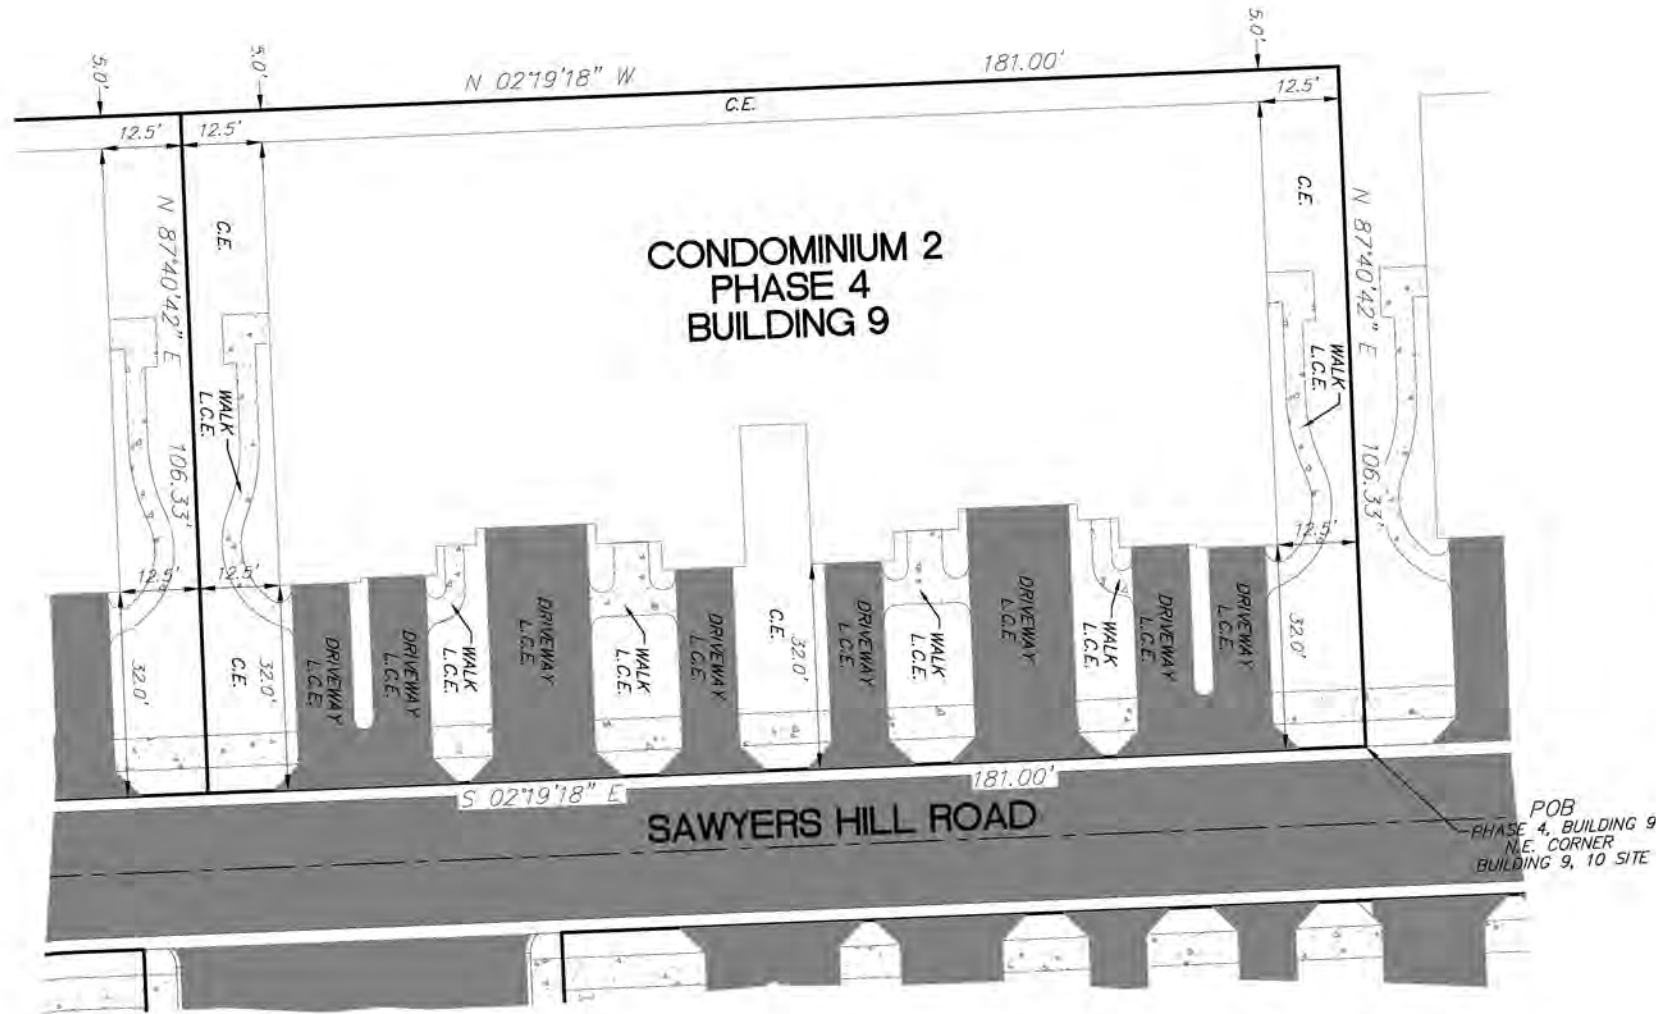 5.0'
5.0'
N 02°19'18" W
181.00'
5.0'
C.E.
12.5'
12.5'
12.5'
N 87°40'42" E
106.33'
C.E.
C.E.
N 87°40'42" E
106.33'
CONDOMINIUM 2
PHASE 4
BUILDING 9
WALK
L.C.E.
WALK
L.C.E.
12.5'
12.5'
12.5'
32.0'
C.E.
32.0'
DRIVEWAY
L.C.E.
DRIVEWAY
L.C.E.
WALK
L.C.E.
DRIVEWAY
L.C.E.
WALK
L.C.E.
DRIVEWAY
L.C.E.
C.E.
32.0'
DRIVEWAY
L.C.E.
WALK
L.C.E.
DRIVEWAY
L.C.E.
WALK
L.C.E.
DRIVEWAY
L.C.E.
DRIVEWAY
L.C.E.
32.0'
S 02°19'18" E
181.00'
SAWYERS HILL ROAD
POB
PHASE 4, BUILDING 9
N.E. CORNER
BUILDING 9, 10 SITE